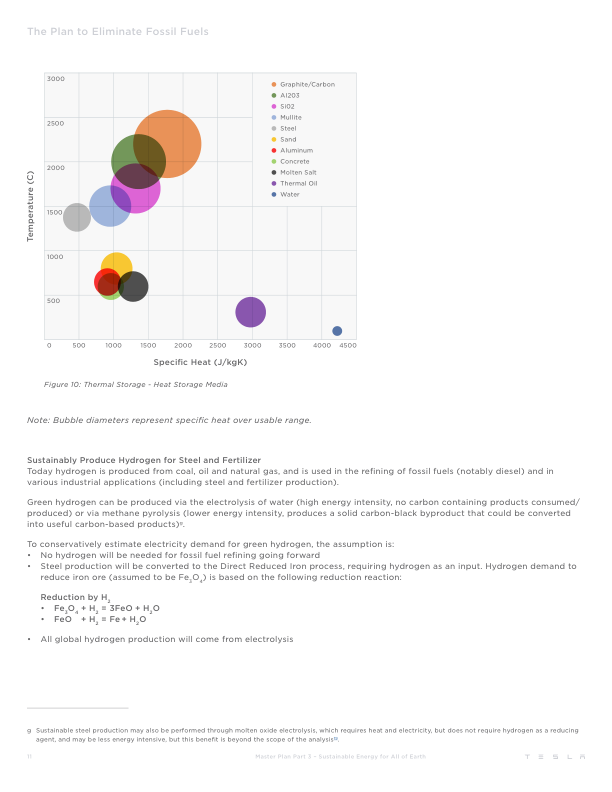 The Plan to Eliminate Fossil Fuels
3000
2500
2000
1500
1000
500
Temperature (C)
Graphite/Carbon
Al2O3
SiO2
Mullite
Steel
Sand
Aluminum
Concrete
Molten Salt
Thermal Oil
Water
0 500 1000 1500 2000 2500 3000 3500 4000 4500
Specific Heat (J/kgK)
Figure 10: Thermal Storage - Heat Storage Media
Note: Bubble diameters represent specific heat over usable range.
Sustainably Produce Hydrogen for Steel and Fertilizer
Today hydrogen is produced from coal, oil and natural gas, and is used in the refining of fossil fuels (notably diesel) and in
various industrial applications (including steel and fertilizer production).
Green hydrogen can be produced via the electrolysis of water (high energy intensity, no carbon containing products consumed/
produced) or via methane pyrolysis (lower energy intensity, produces a solid carbon-black byproduct that could be converted
into useful carbon-based products)ᵍ.
To conservatively estimate electricity demand for green hydrogen, the assumption is:
• No hydrogen will be needed for fossil fuel refining going forward
• Steel production will be converted to the Direct Reduced Iron process, requiring hydrogen as an input. Hydrogen demand to
reduce iron ore (assumed to be Fe₃O₄) is based on the following reduction reaction:
Reduction by H₂
• Fe₃O₄ + H₂ = 3FeO + H₂O
• FeO + H₂ = Fe + H₂O
• All global hydrogen production will come from electrolysis
g Sustainable steel production may also be performed through molten oxide electrolysis, which requires heat and electricity, but does not require hydrogen as a reducing
agent, and may be less energy intensive, but this benefit is beyond the scope of the analysis
11
Master Plan Part 3 – Sustainable Energy for All of Earth
TESLA